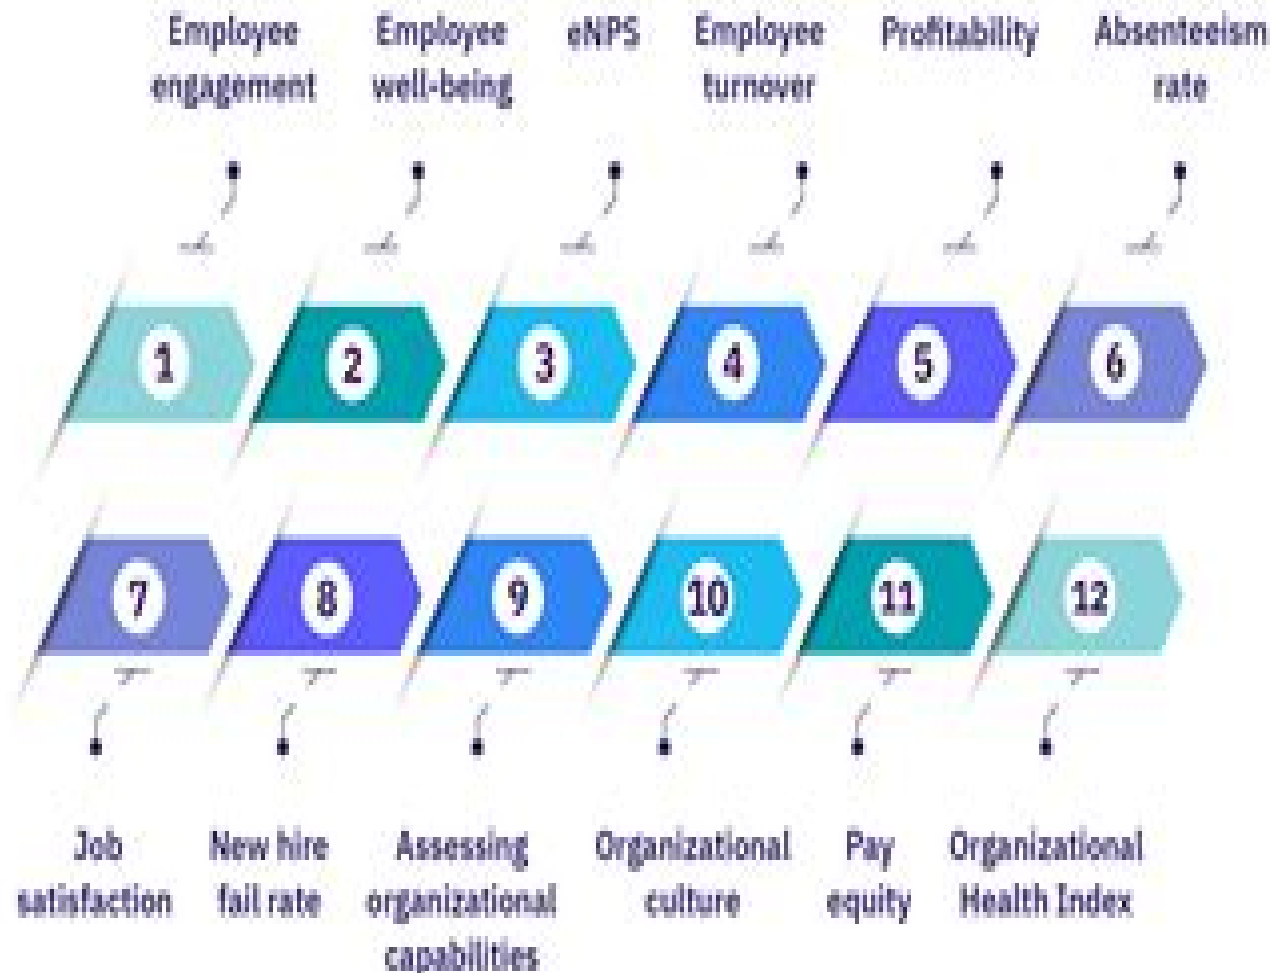 Employee
engagement
Employee
well-being
eNPS
Employee
turnover
Profitability
Absenteeism
rate
1
2
3
4
5
6
7
8
9
10
11
12
Job
satisfaction
New hire
fail rate
Assessing
organizational
capabilities
Organizational
culture
Pay
equity
Organizational
Health Index